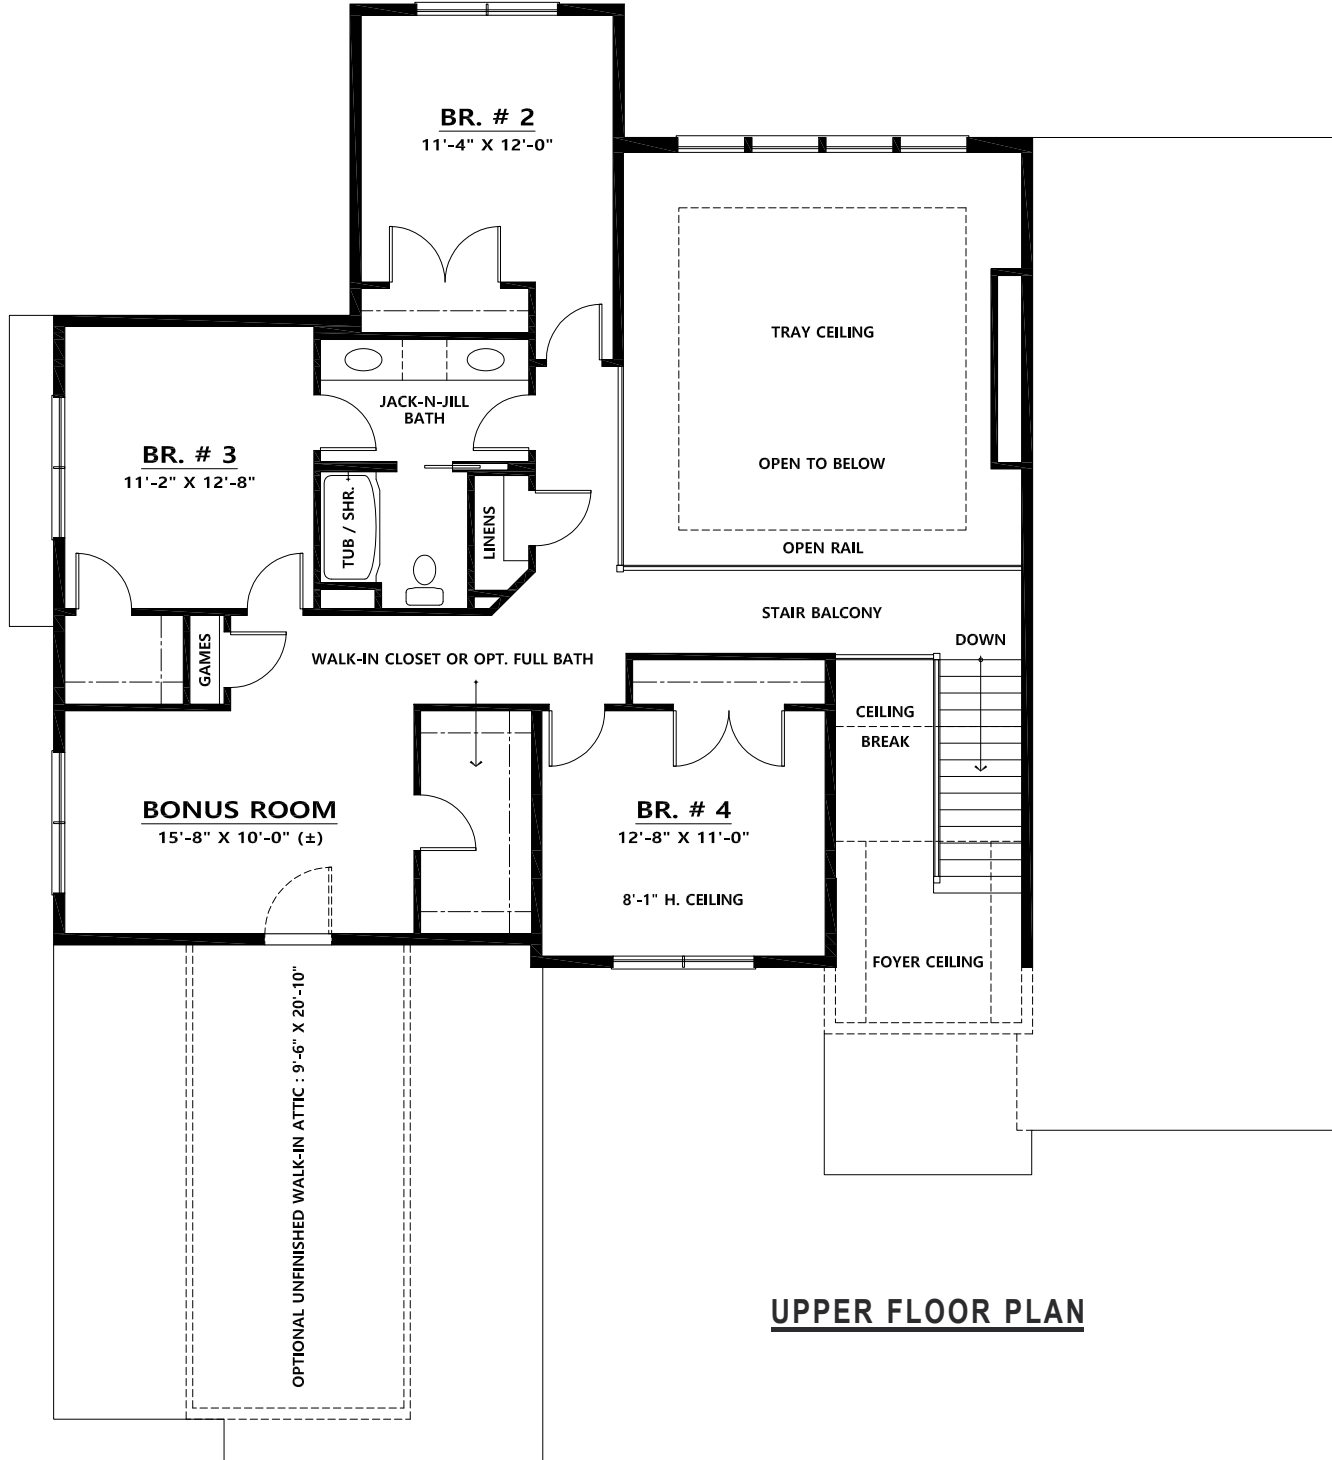 BR. # 2
11'-4" X 12'-0"
TRAY CEILING
JACK-N-JILL
BATH
BR. # 3
11'-2" X 12'-8"
OPEN TO BELOW
TUB / SHR.
LINENS
OPEN RAIL
STAIR BALCONY
DOWN
GAMES
WALK-IN CLOSET OR OPT. FULL BATH
CEILING
BREAK
BONUS ROOM
15'-8" X 10'-0" (±)
BR. # 4
12'-8" X 11'-0"
8'-1" H. CEILING
FOYER CEILING
OPTIONAL UNFINISHED WALK-IN ATTIC : 9'-6" X 20'-10"
UPPER FLOOR PLAN